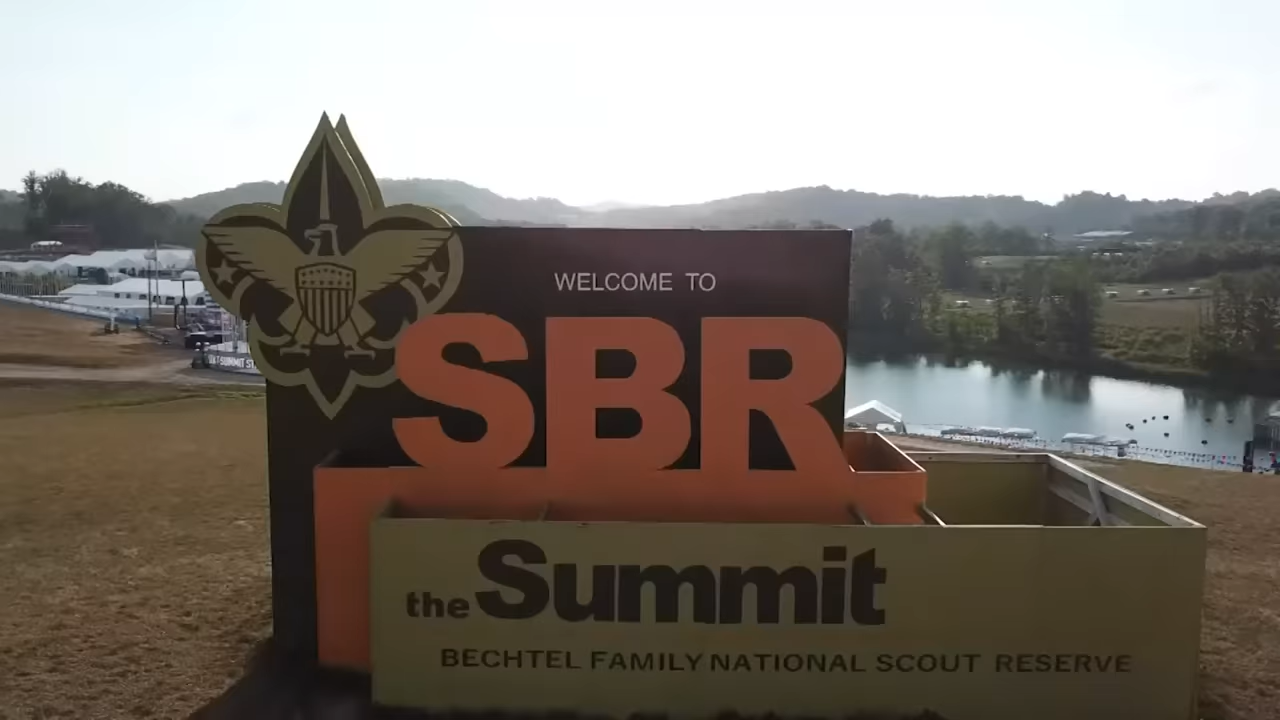 WELCOME TO
SBR
the Summit
BECHTEL FAMILY NATIONAL SCOUT RESERVE